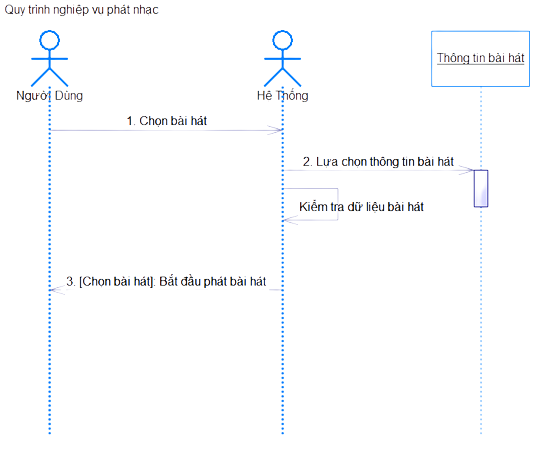 Quy trình nghiệp vụ phát nhạc
Người Dùng
Hệ Thống
Thông tin bài hát
1. Chọn bài hát
2. Lựa chọn thông tin bài hát
Kiểm tra dữ liệu bài hát
3. [Chọn bài hát]: Bắt đầu phát bài hát